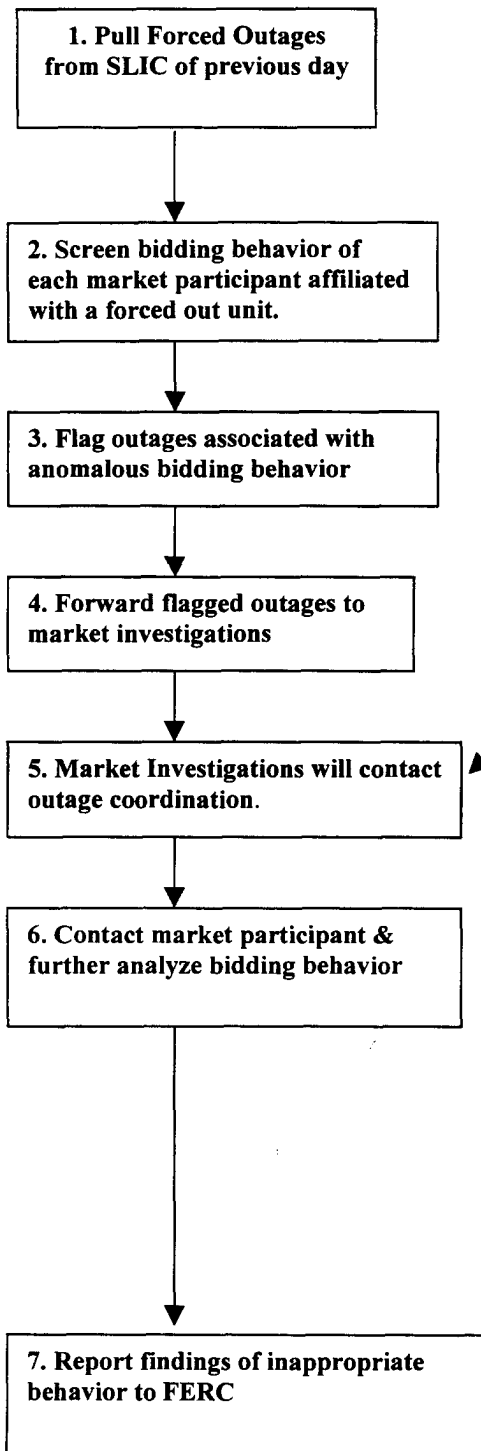 1. Pull Forced Outages
from SLIC of previous day
2. Screen bidding behavior of
each market participant affiliated
with a forced out unit.
3. Flag outages associated with
anomalous bidding behavior
4. Forward flagged outages to
market investigations
5. Market Investigations will contact
outage coordination.
6. Contact market participant &
further analyze bidding behavior
7. Report findings of inappropriate
behavior to FERC